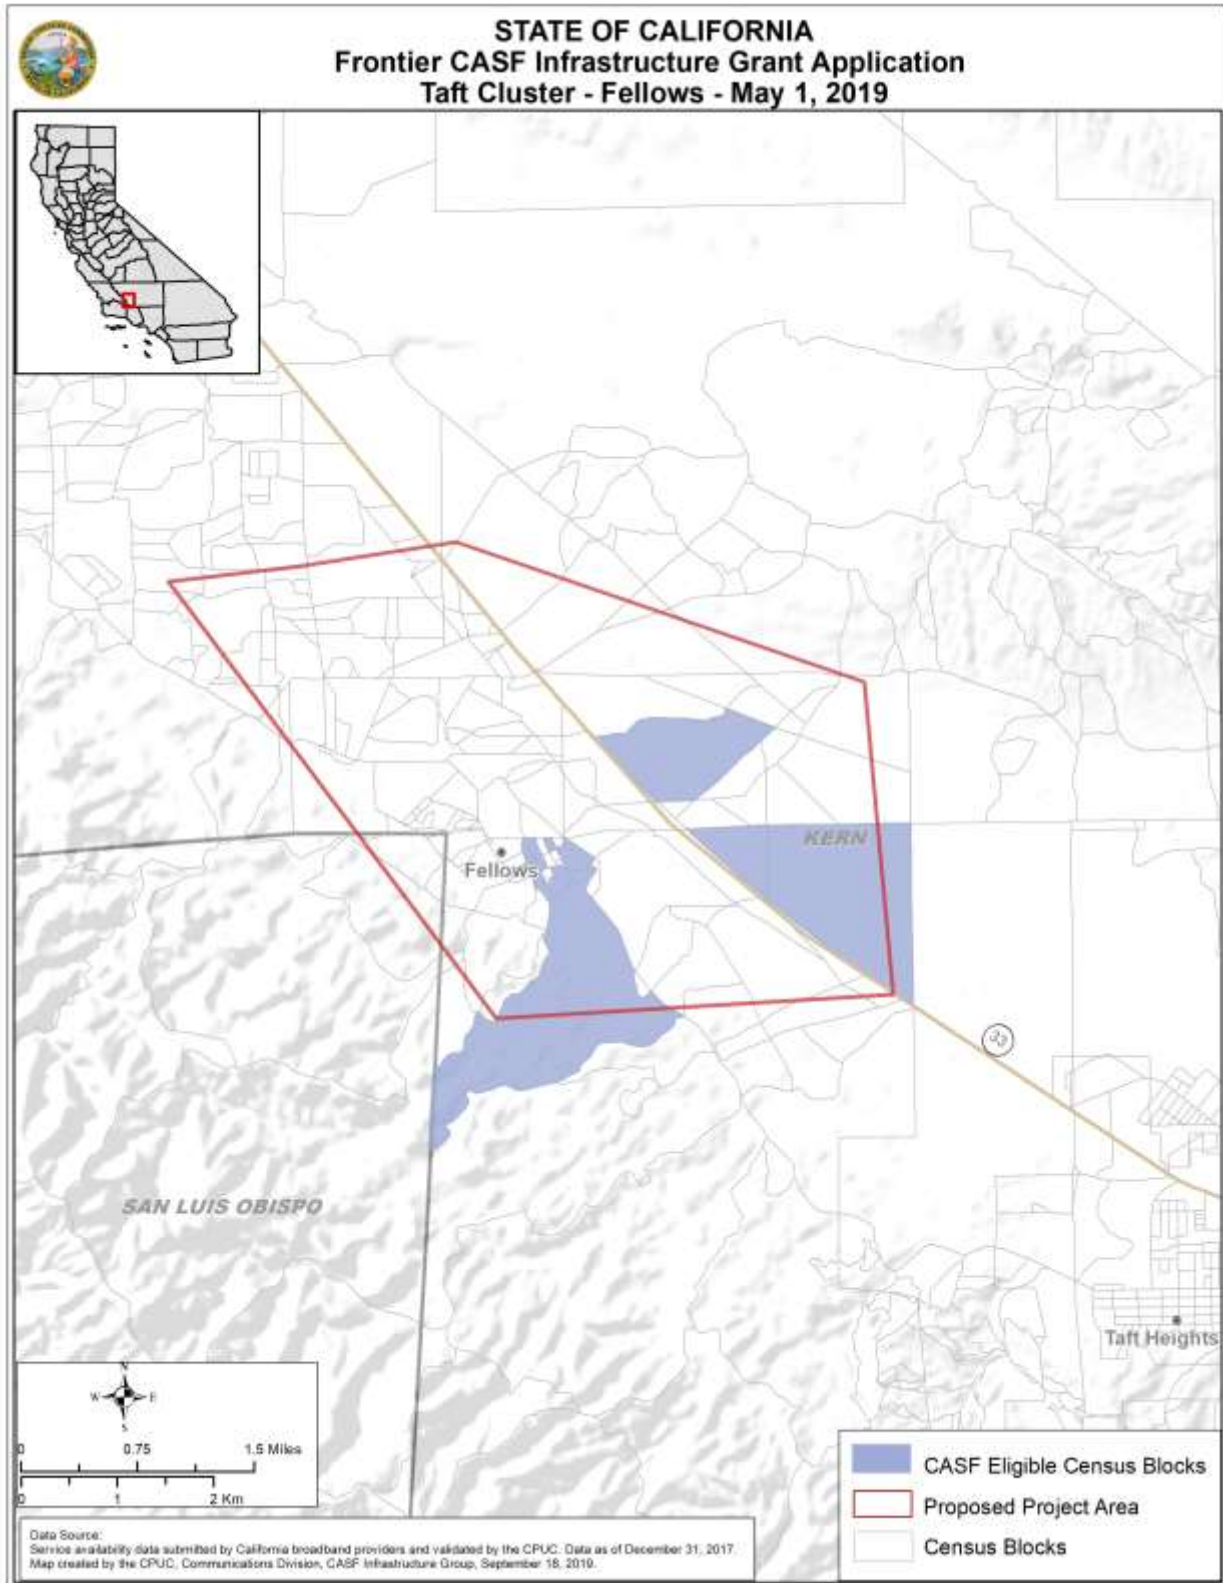 STATE OF CALIFORNIA
Frontier CASF Infrastructure Grant Application
Taft Cluster - Fellows - May 1, 2019
KERN
Fellows
33
SAN LUIS OBISPO
Taft Heights
N
W E
S
0 0.75 1.5 Miles
0 1 2 Km
CASF Eligible Census Blocks
Proposed Project Area
Census Blocks
Data Source:
Service availability data submitted by California broadband providers and validated by the CPUC. Data as of December 31, 2017.
Map created by the CPUC, Communications Division, CASF Infrastructure Group, September 18, 2019.